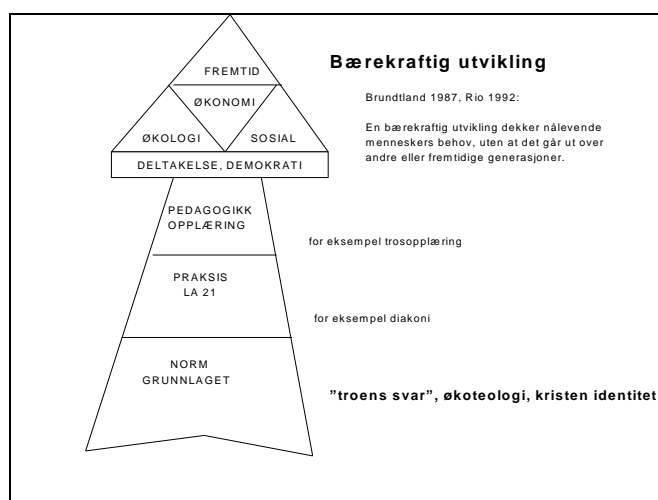 Bærekraftig utvikling
FREMTID
ØKONOMI
Brundtland 1987, Rio 1992:
ØKOLOGI
SOSIAL
En bærekraftig utvikling dekker nålevende
menneskers behov, uten at det går ut over
andre eller fremtidige generasjoner.
DELTAKELSE, DEMOKRATI
PEDAGOGIKK
OPPLÆRING
for eksempel trosopplæring
PRAKSIS
LA 21
for eksempel diakoni
NORM
GRUNNLAGET
”troens svar”, økoteologi, kristen identitet